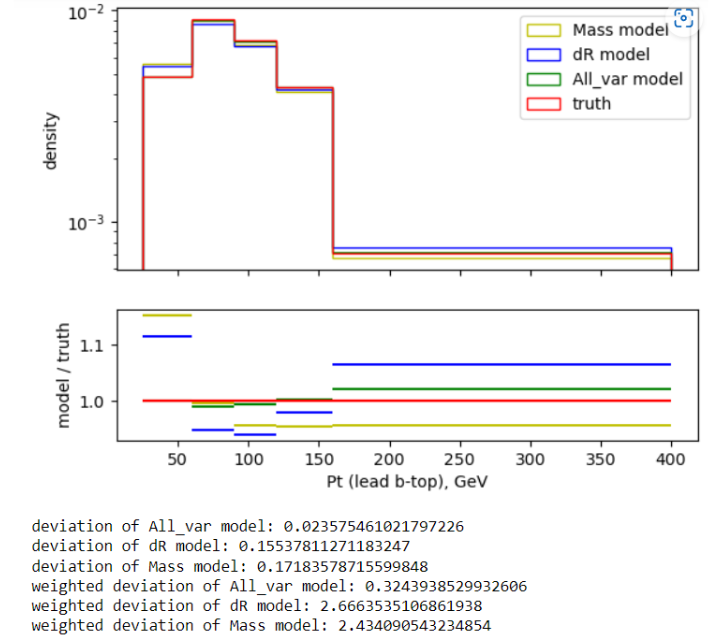 10⁻²
Mass model
dR model
All_var model
truth
density
10⁻³
1.1
1.0
model / truth
50 100 150 200 250 300 350 400
Pt (lead b-top), GeV
deviation of All_var model: 0.023575461021797226
deviation of dR model: 0.15537811271183247
deviation of Mass model: 0.17183578715599848
weighted deviation of All_var model: 0.3243938529932606
weighted deviation of dR model: 2.6663535106861938
weighted deviation of Mass model: 2.434090543234854